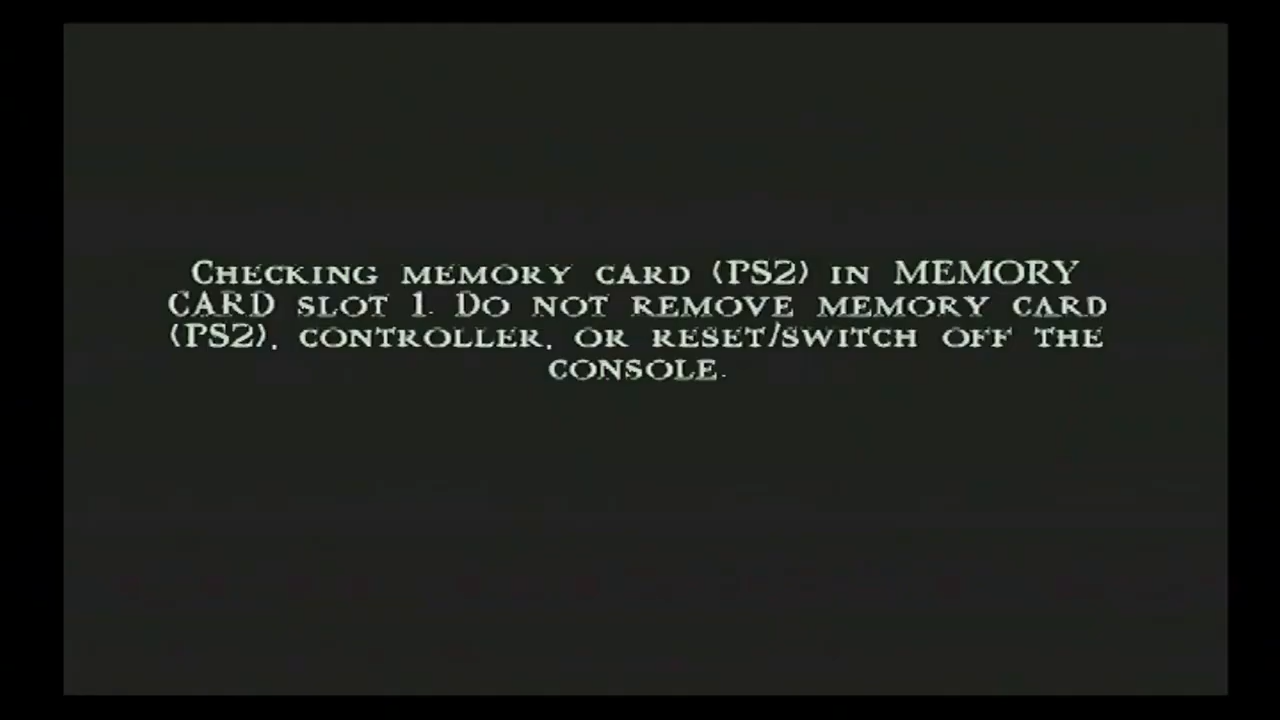 Checking memory card (PS2) in MEMORY
CARD slot 1. Do not remove memory card
(PS2), controller, or reset/switch off the
console.